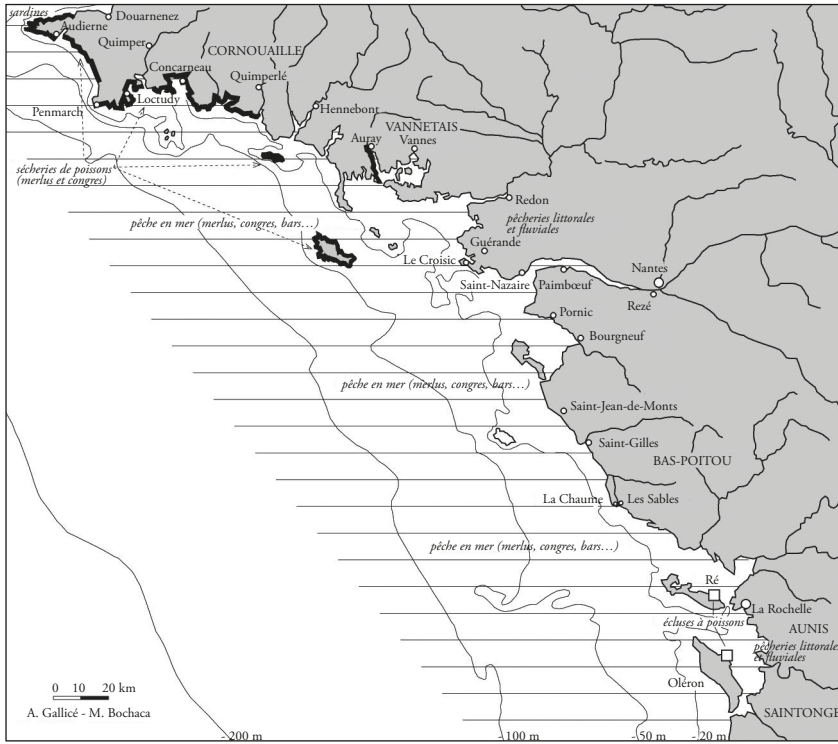 sardines
Douarnenez
Audierne
Quimper
CORNOUAILLE
Concarneau
Quimperlé
Loctudy
Penmarch
Hennebont
VANNETAIS
Auray
Vannes
sécheries de poissons
(merlus et congres)
Redon
pêcheries littorales
et fluviales
pêche en mer (merlus, congres, bars…)
Guérande
Le Croisic
Nantes
Saint-Nazaire
Paimbœuf
Rezé
Pornic
Bourgneuf
pêche en mer (merlus, congres, bars…)
Saint-Jean-de-Monts
Saint-Gilles
BAS-POITOU
La Chaume
Les Sables
pêche en mer (merlus, congres, bars…)
Ré
La Rochelle
écluses à poissons
AUNIS
pêcheries littorales
et fluviales
Oléron
0 10 20 km
A. Gallicé - M. Bochaca
SAINTONGE
-200 m
-100 m
-50 m
-20 m